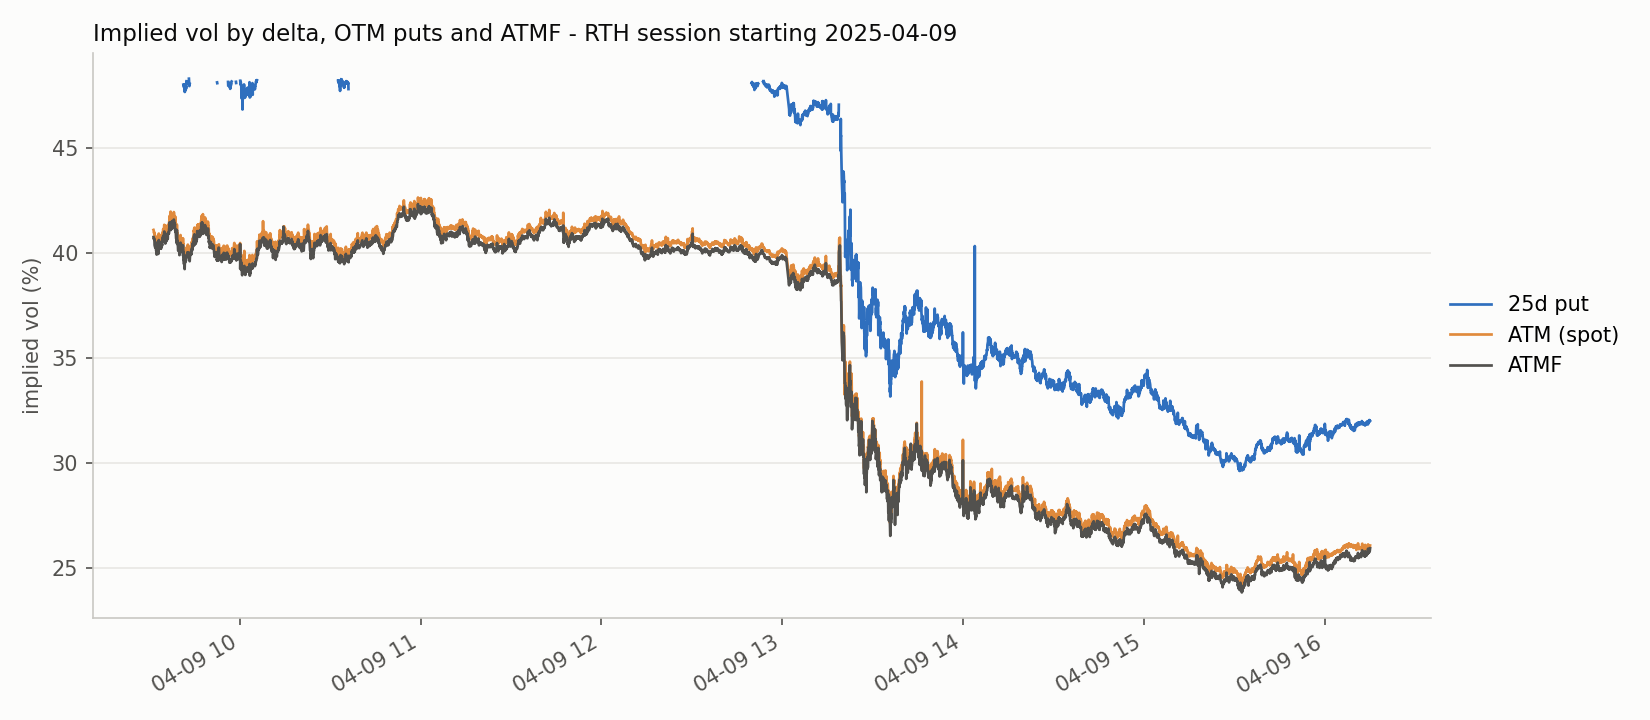 Implied vol by delta, OTM puts and ATMF - RTH session starting 2025-04-09
implied vol (%)
45
40
35
30
25
04-09 10
04-09 11
04-09 12
04-09 13
04-09 14
04-09 15
04-09 16
25d put
ATM (spot)
ATMF